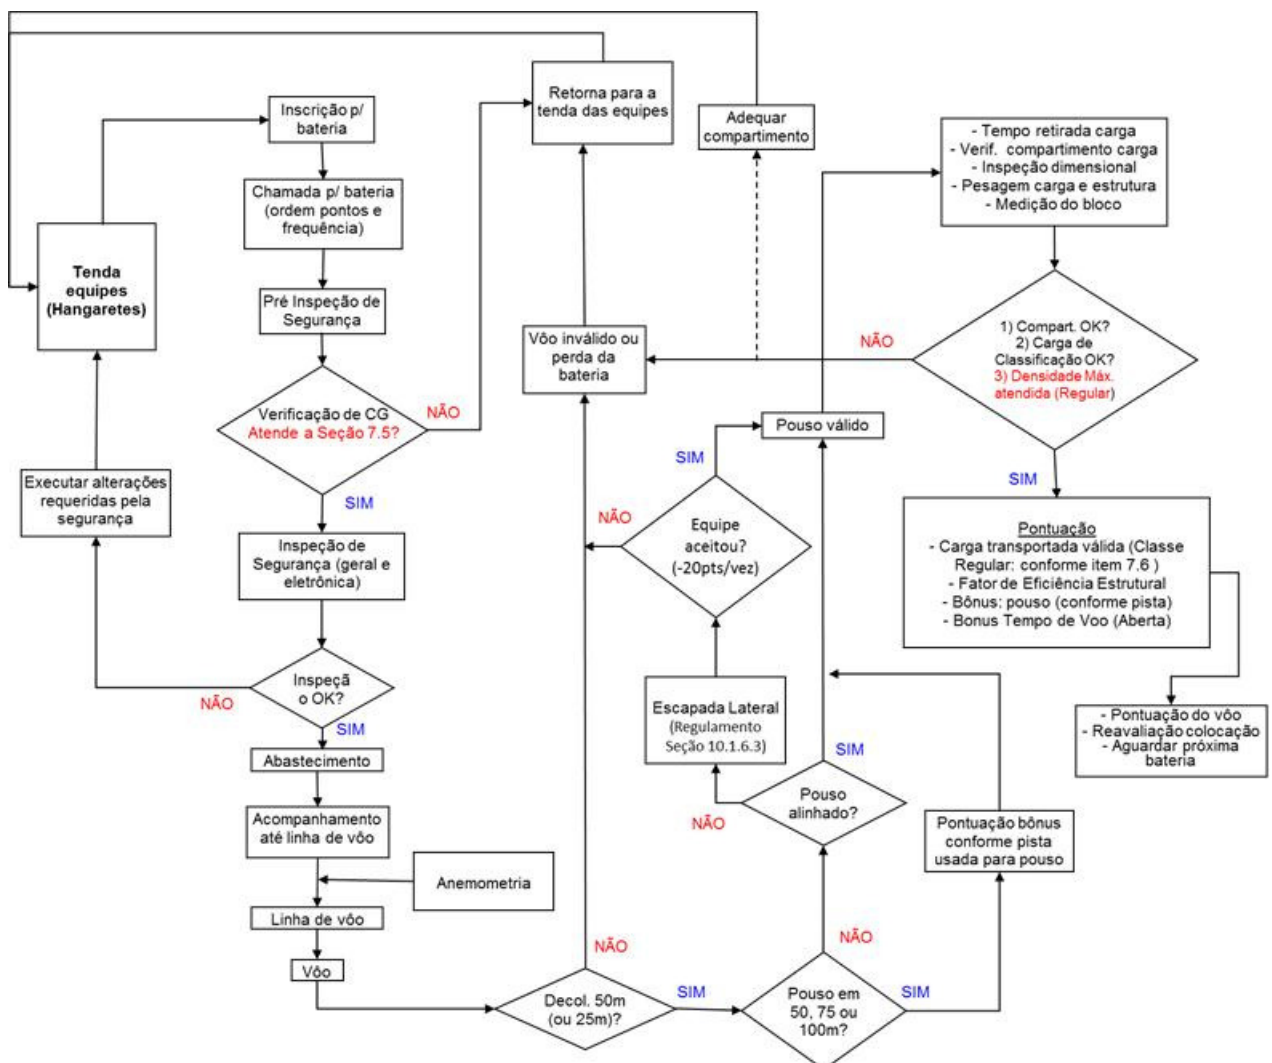 Tenda
equipes
(Hangaretes)
Inscrição p/
bateria
Chamada p/ bateria
(ordem pontos e
frequência)
Pré Inspeção de
Segurança
Verificação de CG
Atende a Seção 7.5?
NÃO
SIM
Inspeção de
Segurança (geral e
eletrônica)
Inspeçã
o OK?
NÃO
SIM
Executar alterações
requeridas pela
segurança
Abastecimento
Acompanhamento
até linha de vôo
Anemometria
Linha de vôo
Vôo
Decol. 50m
(ou 25m)?
NÃO
SIM
Pouso em
50, 75 ou
100m?
NÃO
SIM
Pontuação bônus
conforme pista
usada para pouso
Pouso
alinhado?
NÃO
SIM
Escapada Lateral
(Regulamento
Seção 10.1.6.3)
Equipe
aceitou?
(-20pts/vez)
NÃO
SIM
Pouso válido
Vôo inválido ou
perda da
bateria
Retorna para a
tenda das equipes
Adequar
compartimento
- Tempo retirada carga
- Verif. compartimento carga
- Inspeção dimensional
- Pesagem carga e estrutura
- Medição do bloco
1) Compart. OK?
2) Carga de
Classificação OK?
3) Densidade Máx.
atendida (Regular)
NÃO
SIM
Pontuação
- Carga transportada válida (Classe
Regular: conforme item 7.6 )
- Fator de Eficiência Estrutural
- Bônus: pouso (conforme pista)
- Bonus Tempo de Voo (Aberta)
- Pontuação do vôo
- Reavaliação colocação
- Aguardar próxima
bateria